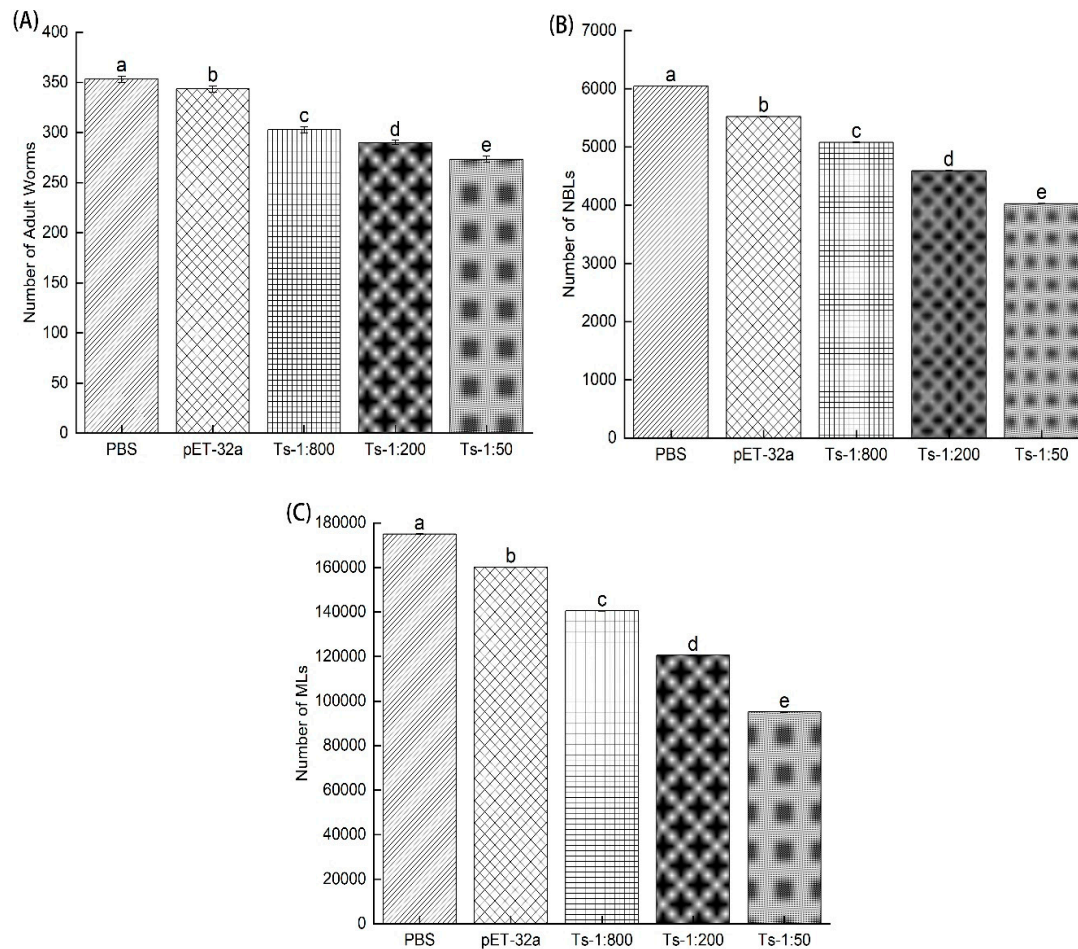 (A)
400
350
300
250
200
150
100
50
0
Number of Adult Worms
a
b
c
d
e
PBS pET-32a Ts-1:800 Ts-1:200 Ts-1:50
(B)
7000
6000
5000
4000
3000
2000
1000
0
Number of NBLs
a
b
c
d
e
PBS pET-32a Ts-1:800 Ts-1:200 Ts-1:50
(C)
180000
160000
140000
120000
100000
80000
60000
40000
20000
0
Number of MLs
a
b
c
d
e
PBS pET-32a Ts-1:800 Ts-1:200 Ts-1:50